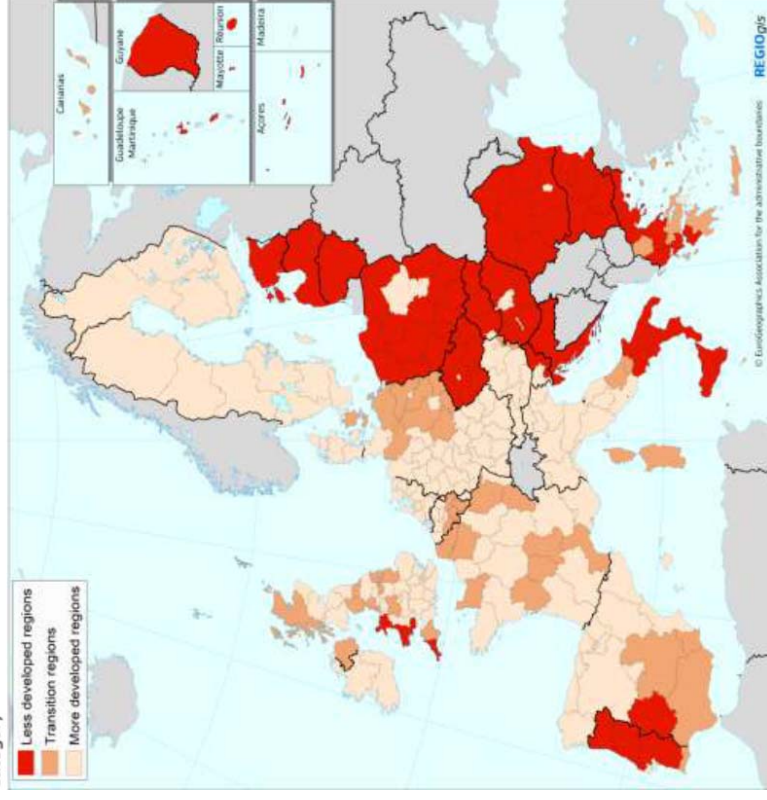 Less developed regions
Transition regions
More developed regions
Canarias
Guyane
Guadeloupe
Martinique
Mayotte
Réunion
Açores
Madeira
© EuroGeographics Association for the administrative boundaries
REGIOgis